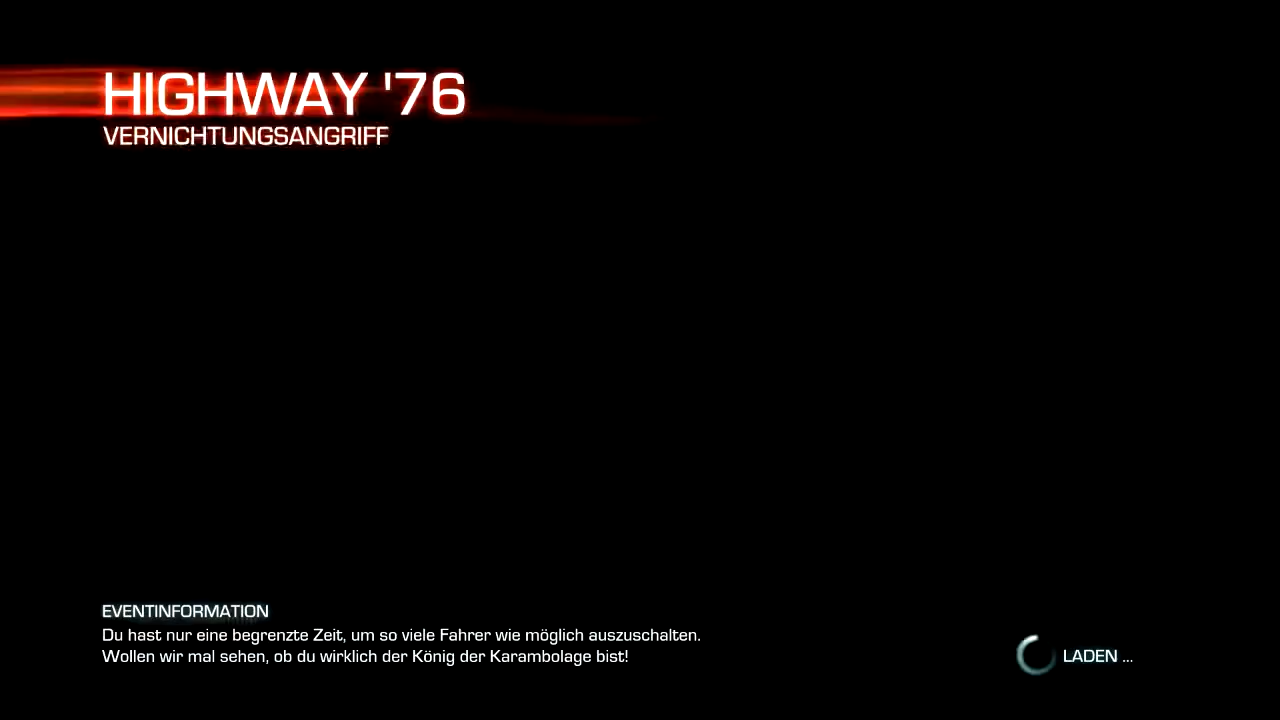 HIGHWAY '76
VERNICHTUNGSANGRIFF
EVENTINFORMATION
Du hast nur eine begrenzte Zeit, um so viele Fahrer wie möglich auszuschalten.
Wollen wir mal sehen, ob du wirklich der König der Karambolage bist!
LADEN ...